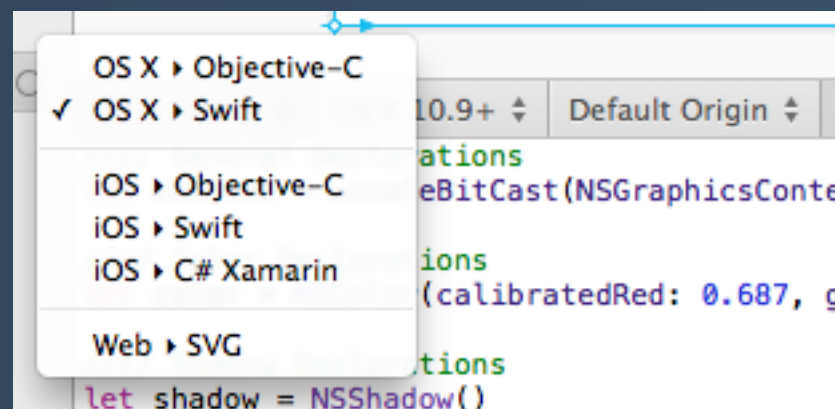 OS X ▸ Objective-C
✓ OS X ▸ Swift
10.9+
Default Origin
iOS ▸ Objective-C
iOS ▸ Swift
iOS ▸ C# Xamarin
Web ▸ SVG
ations
eBitCast(NSGraphicsConte
ions
(calibratedRed: 0.687, g
tions
let shadow = NSShadow()